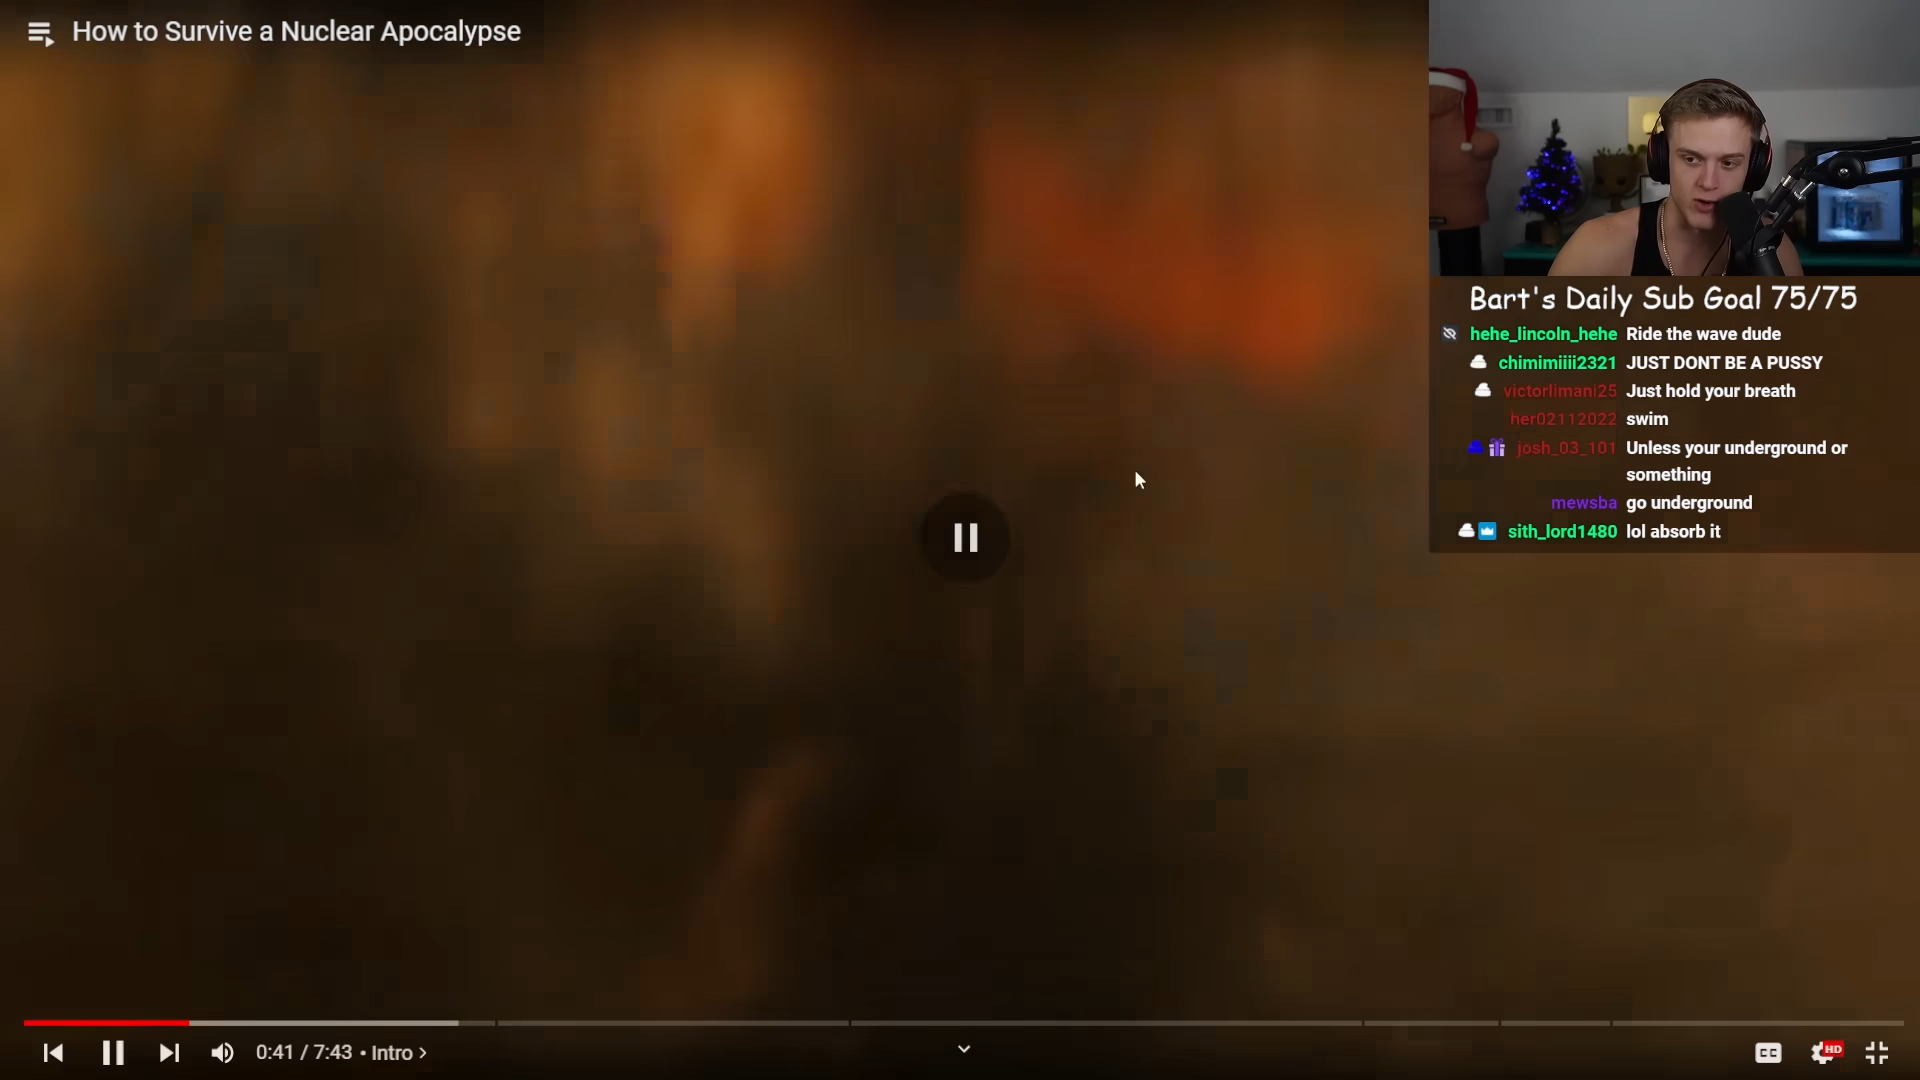 How to Survive a Nuclear Apocalypse
Bart's Daily Sub Goal 75/75
hehe_lincoln_hehe Ride the wave dude
chimimiiii2321 JUST DONT BE A PUSSY
victorlimani25 Just hold your breath
her02112022 swim
josh_03_101 Unless your underground or
something
mewsba go underground
sith_lord1480 lol absorb it
0:41 / 7:43 • Intro ›
CC
HD